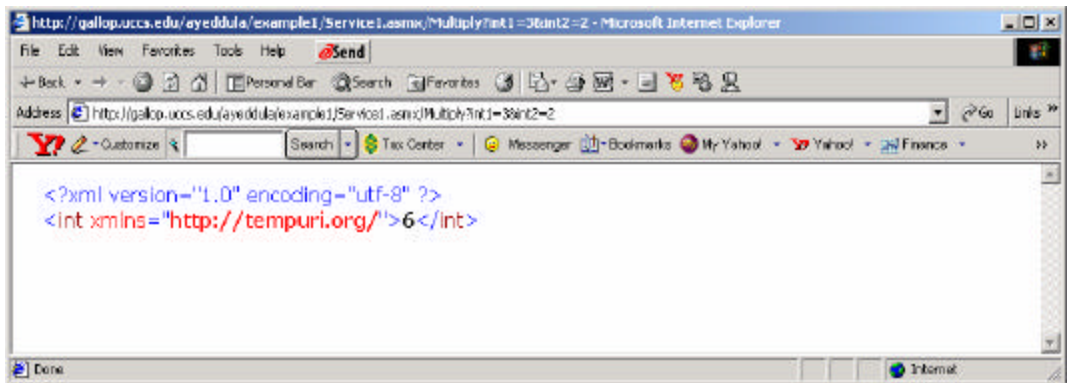 http://gallop.uccs.edu/ayeddula/example1/Service1.asmx/Multiply?int1=3&int2=2 - Microsoft Internet Explorer
File Edit View Favorites Tools Help Send
Back Personal Bar Search Favorites
Address http://gallop.uccs.edu/ayeddula/example1/Service1.asmx/Multiply?int1=3&int2=2 Go Links »
Y! Customize Search Tax Center Messenger Bookmarks My Yahoo! Yahoo! Finance »
<?xml version="1.0" encoding="utf-8" ?>
<int xmlns="http://tempuri.org/">6</int>
Done Internet